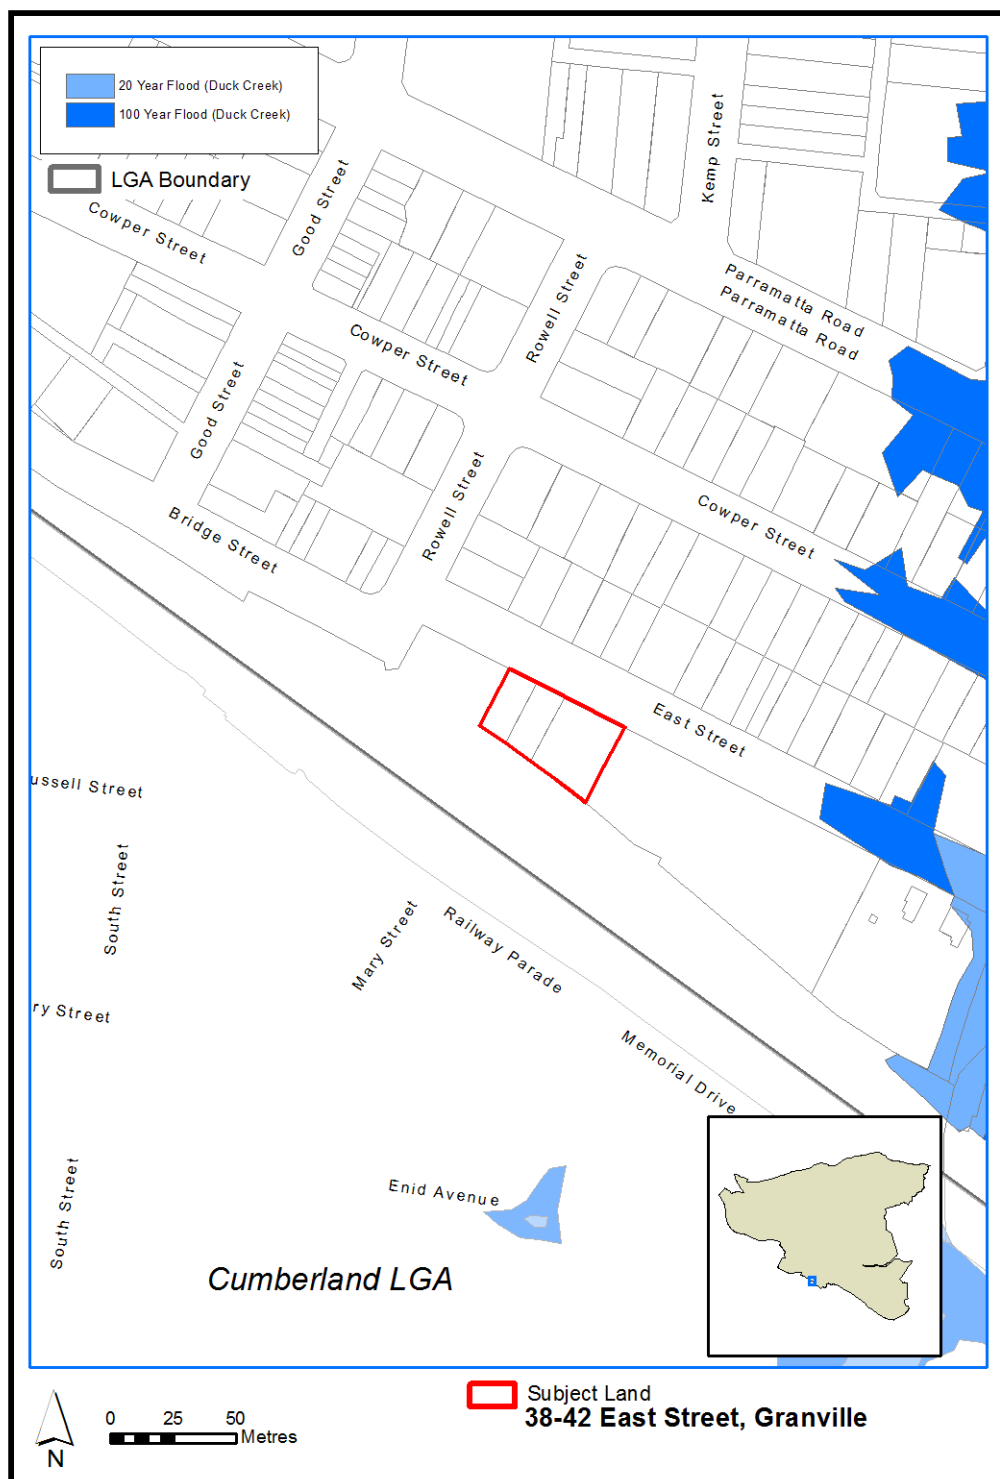 20 Year Flood (Duck Creek)
100 Year Flood (Duck Creek)
LGA Boundary
Kemp Street
Good Street
Cowper Street
Parramatta Road
Parramatta Road
Rowell Street
Cowper Street
Good Street
Rowell Street
Cowper Street
Bridge Street
East Street
ussell Street
South Street
Mary Street
Railway Parade
ry Street
Memorial Drive
Enid Avenue
South Street
Cumberland LGA
Subject Land
38-42 East Street, Granville
0 25 50
Metres
N